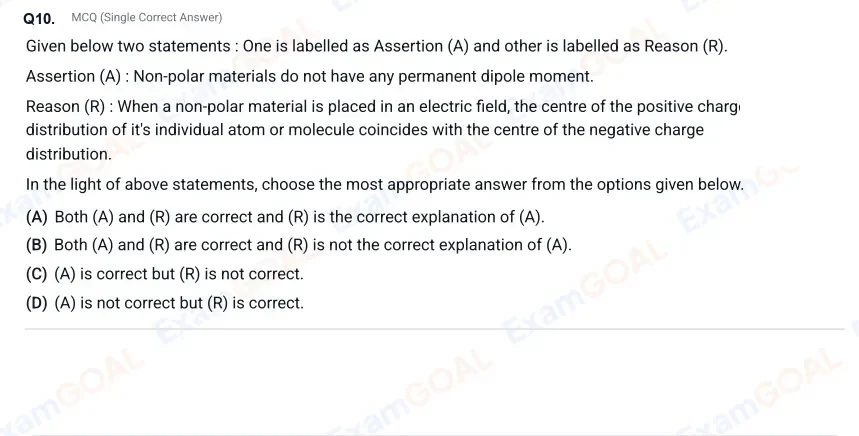 Q10. MCQ (Single Correct Answer)
Given below two statements : One is labelled as Assertion (A) and other is labelled as Reason (R).
Assertion (A) : Non-polar materials do not have any permanent dipole moment.
Reason (R) : When a non-polar material is placed in an electric field, the centre of the positive charg
distribution of it's individual atom or molecule coincides with the centre of the negative charge
distribution.
In the light of above statements, choose the most appropriate answer from the options given below.
(A) Both (A) and (R) are correct and (R) is the correct explanation of (A).
(B) Both (A) and (R) are correct and (R) is not the correct explanation of (A).
(C) (A) is correct but (R) is not correct.
(D) (A) is not correct but (R) is correct.
ExamGOAL
ExamGOAL
ExamGOAL